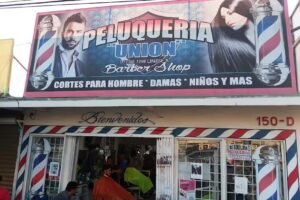 PELUQUERIA
UNION
Barber Shop
CORTES PARA HOMBRE * DAMAS * NIÑOS Y MAS
Bienvenidos
150-D